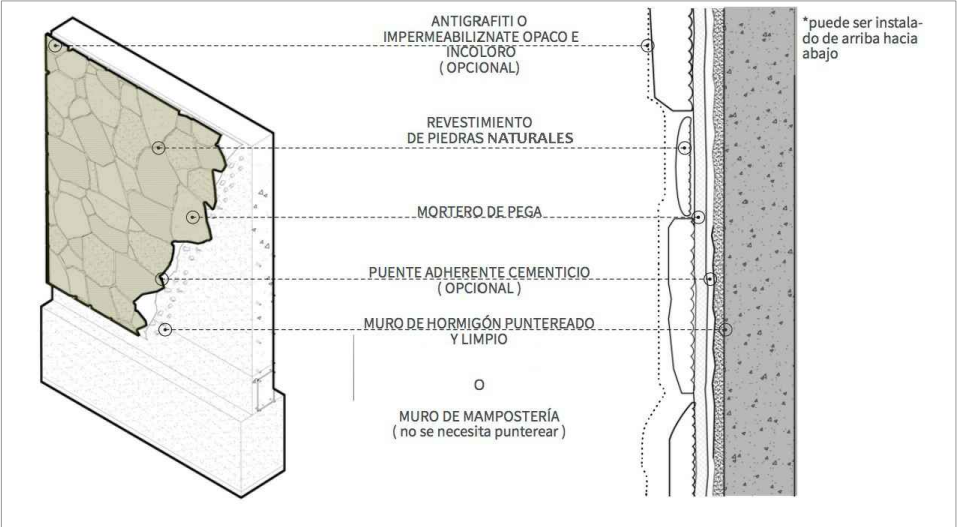 ANTIGRAFITI O
IMPERMEABILIZNATE OPACO E
INCOLORO
( OPCIONAL)
*puede ser instala-
do de arriba hacia
abajo
REVESTIMIENTO
DE PIEDRAS NATURALES
MORTERO DE PEGA
PUENTE ADHERENTE CEMENTICIO
( OPCIONAL )
MURO DE HORMIGÓN PUNTEREADO
Y LIMPIO
O
MURO DE MAMPOSTERÍA
( no se necesita punterear )